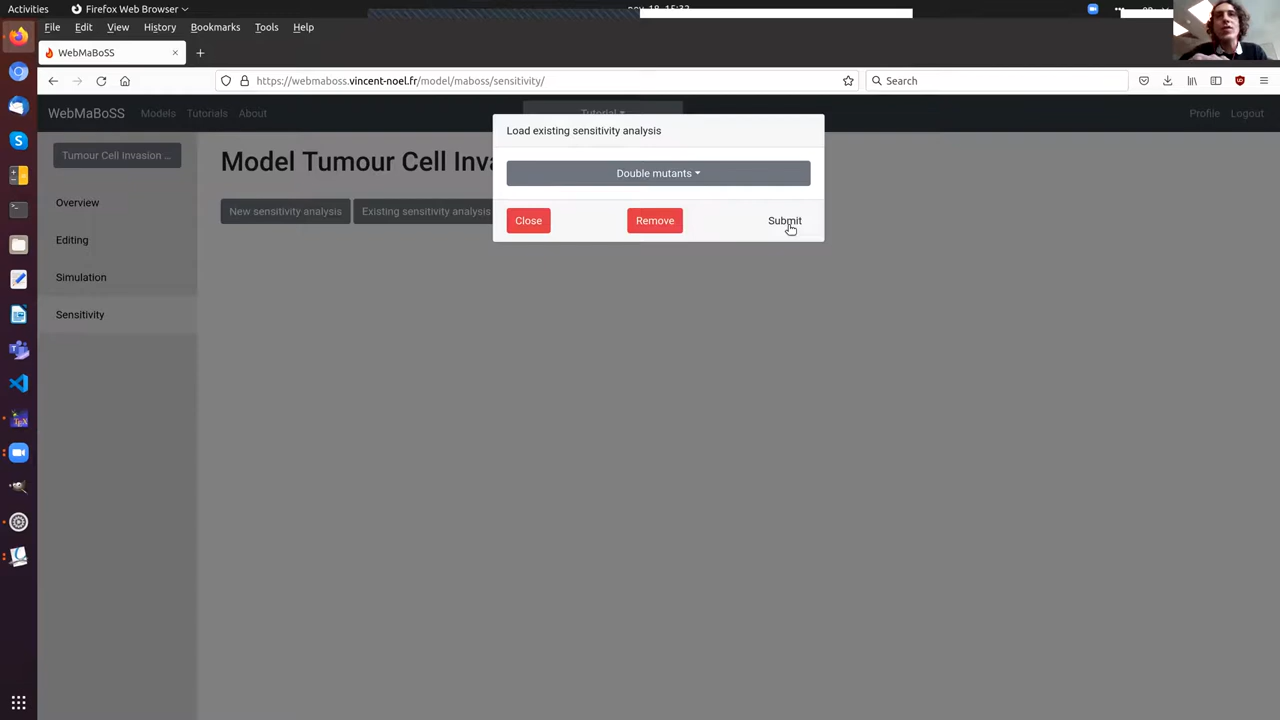 Activities
Firefox Web Browser
File Edit View History Bookmarks Tools Help
WebMaBoSS
https://webmaboss.vincent-noel.fr/model/maboss/sensitivity/
Search
WebMaBoSS Models Tutorials About Tutorial Profile Logout
Load existing sensitivity analysis
Tumour Cell Invasion ...
Model Tumour Cell Inva
Double mutants
Overview
New sensitivity analysis
Existing sensitivity analysis
Close Remove Submit
Editing
Simulation
Sensitivity